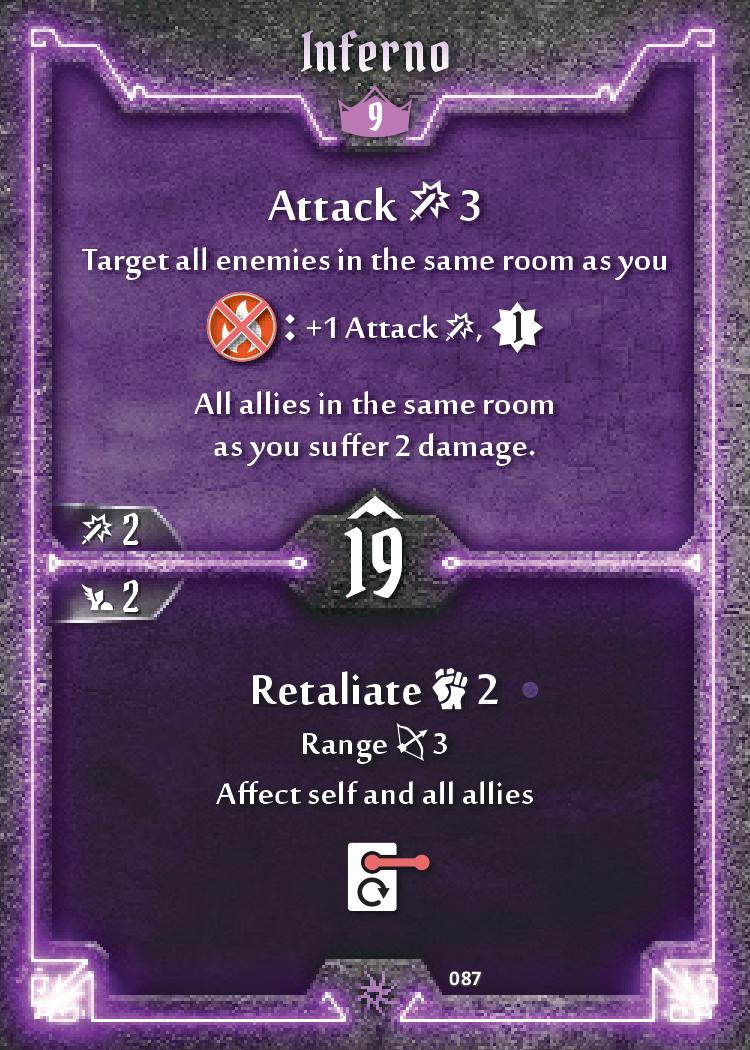 Inferno
9
Attack 3
Target all enemies in the same room as you
: +1 Attack , 1
All allies in the same room
as you suffer 2 damage.
2
19
2
Retaliate 2
Range 3
Affect self and all allies
087